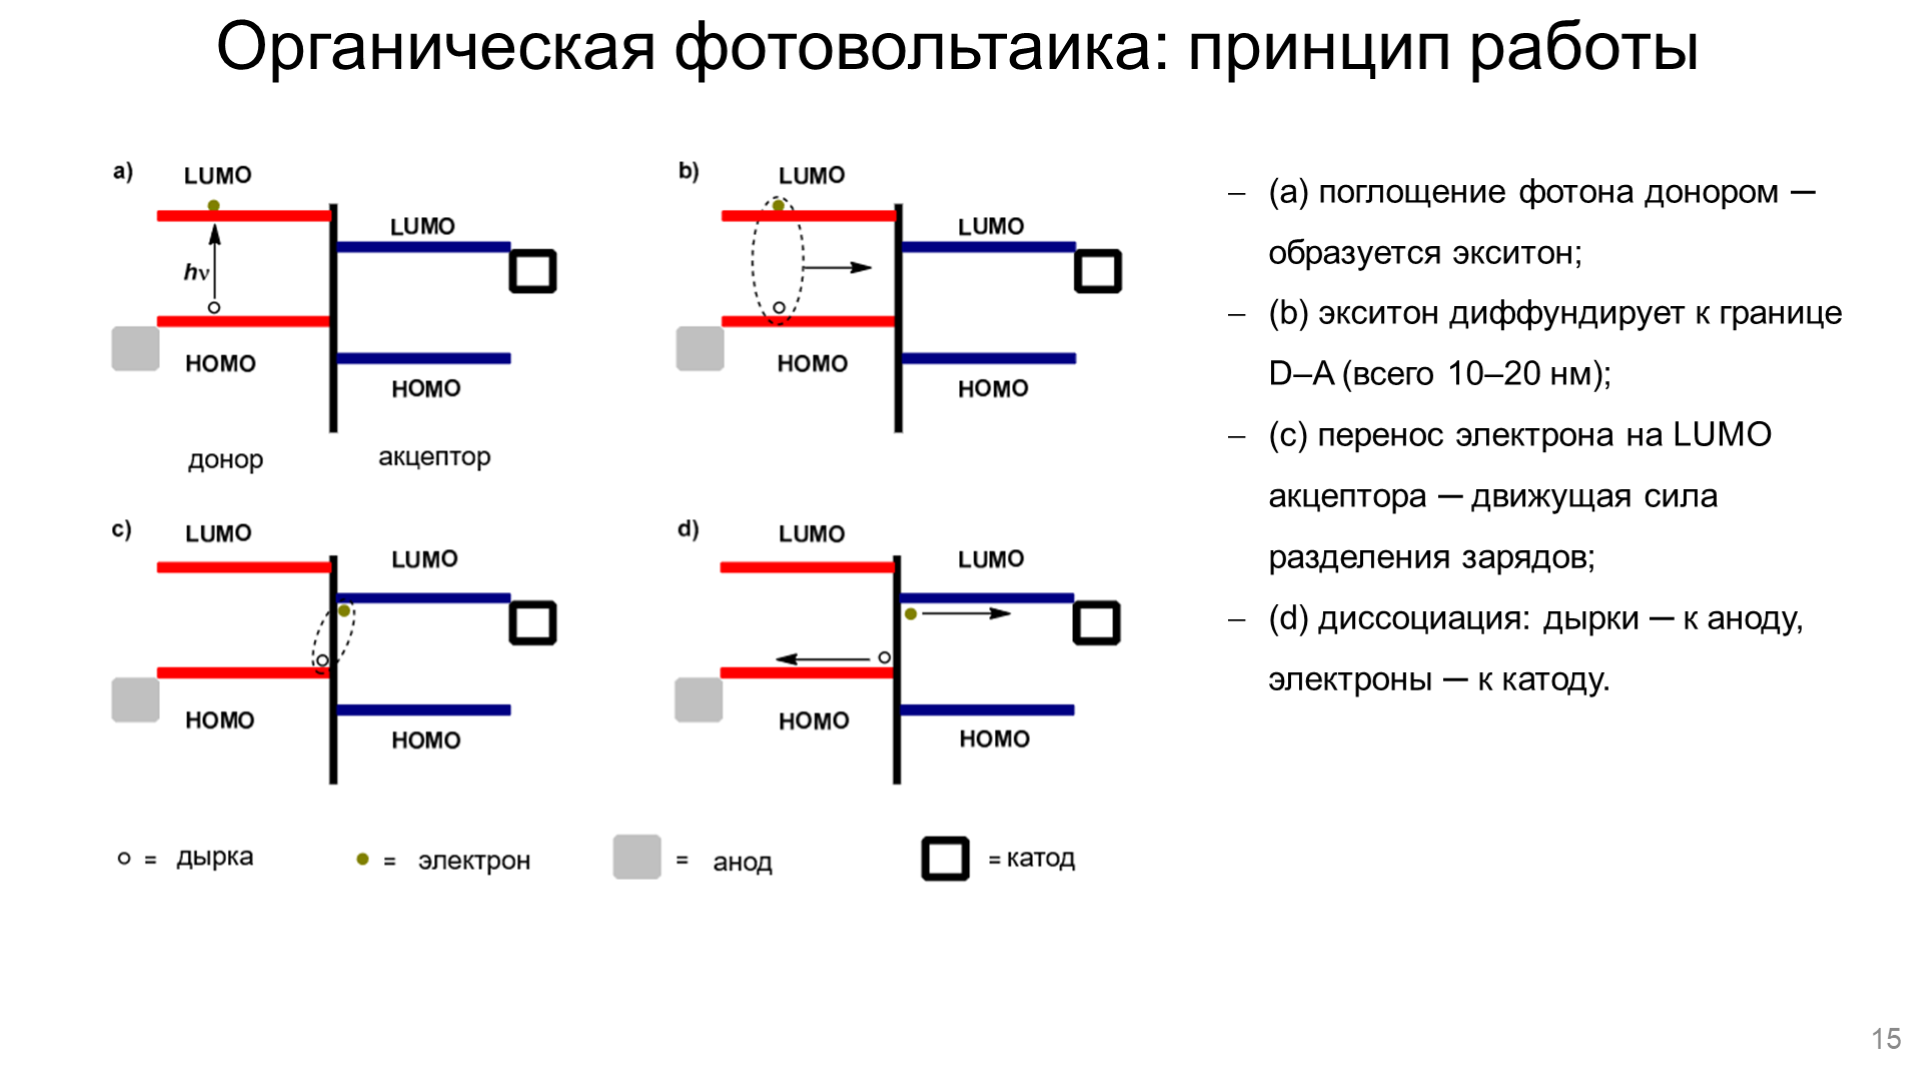 Органическая фотовольтаика: принцип работы
a)
LUMO
LUMO
hν
HOMO
HOMO
донор
акцептор
b)
LUMO
LUMO
HOMO
HOMO
c)
LUMO
LUMO
HOMO
HOMO
d)
LUMO
LUMO
HOMO
HOMO
= дырка
= электрон
= анод
= катод
– (a) поглощение фотона донором —
образуется экситон;
– (b) экситон диффундирует к границе
D–A (всего 10–20 нм);
– (c) перенос электрона на LUMO
акцептора — движущая сила
разделения зарядов;
– (d) диссоциация: дырки — к аноду,
электроны — к катоду.
15